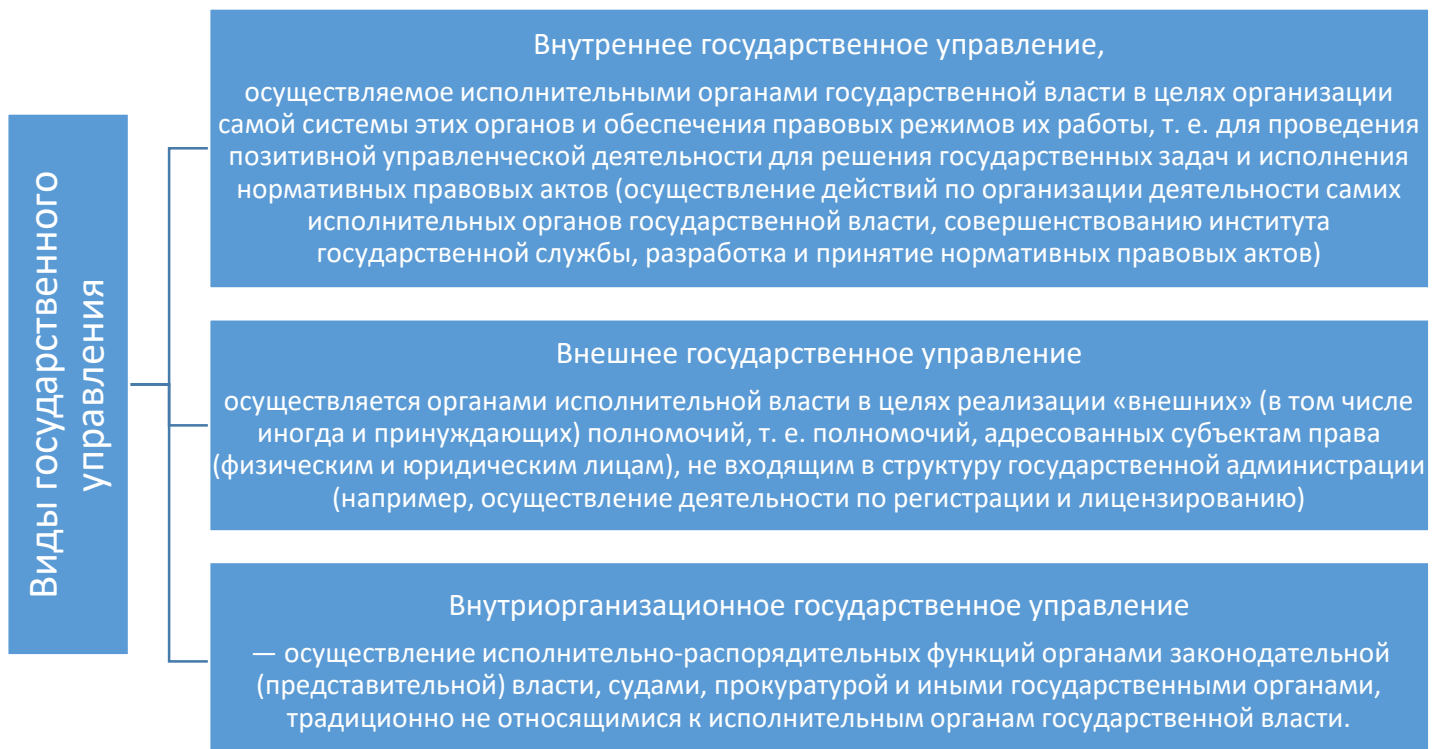 Виды государственного
управления
Внутреннее государственное управление,
осуществляемое исполнительными органами государственной власти в целях организации
самой системы этих органов и обеспечения правовых режимов их работы, т. е. для проведения
позитивной управленческой деятельности для решения государственных задач и исполнения
нормативных правовых актов (осуществление действий по организации деятельности самих
исполнительных органов государственной власти, совершенствованию института
государственной службы, разработка и принятие нормативных правовых актов)
Внешнее государственное управление
осуществляется органами исполнительной власти в целях реализации «внешних» (в том числе
иногда и принуждающих) полномочий, т. е. полномочий, адресованных субъектам права
(физическим и юридическим лицам), не входящим в структуру государственной администрации
(например, осуществление деятельности по регистрации и лицензированию)
Внутриорганизационное государственное управление
— осуществление исполнительно-распорядительных функций органами законодательной
(представительной) власти, судами, прокуратурой и иными государственными органами,
традиционно не относящимися к исполнительным органам государственной власти.